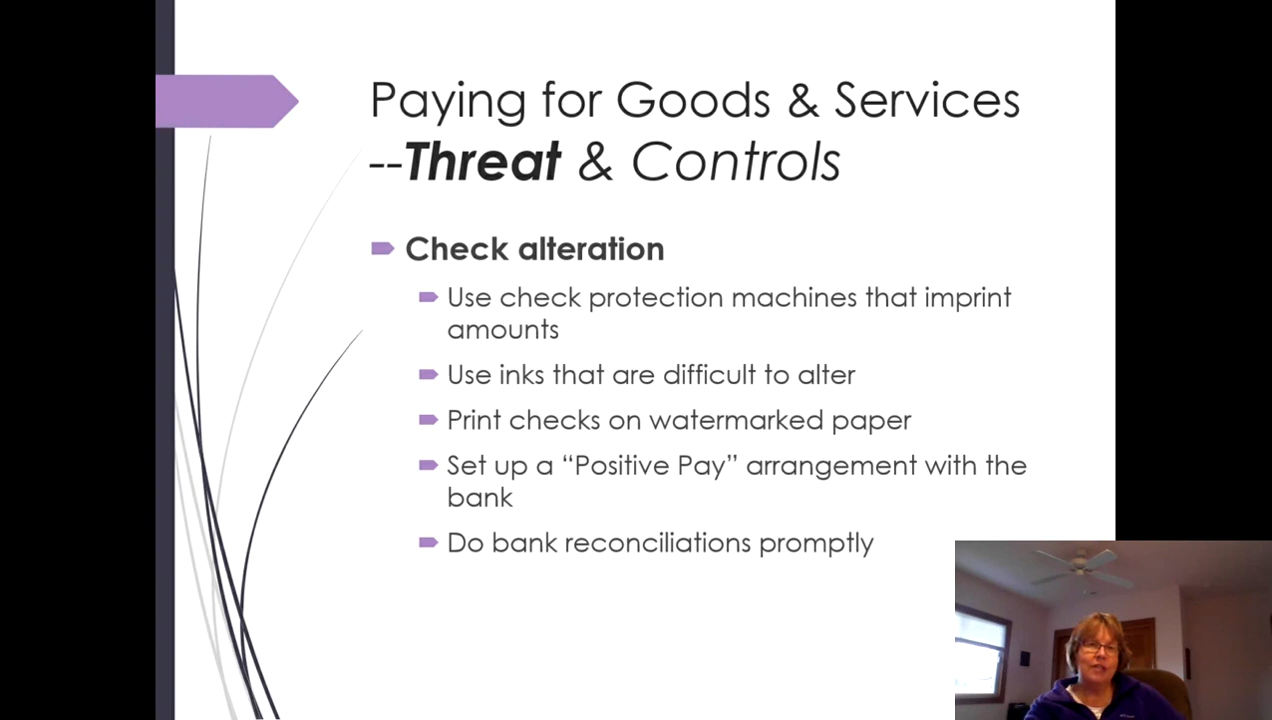 Paying for Goods & Services
--Threat & Controls
Check alteration
Use check protection machines that imprint
amounts
Use inks that are difficult to alter
Print checks on watermarked paper
Set up a “Positive Pay” arrangement with the
bank
Do bank reconciliations promptly